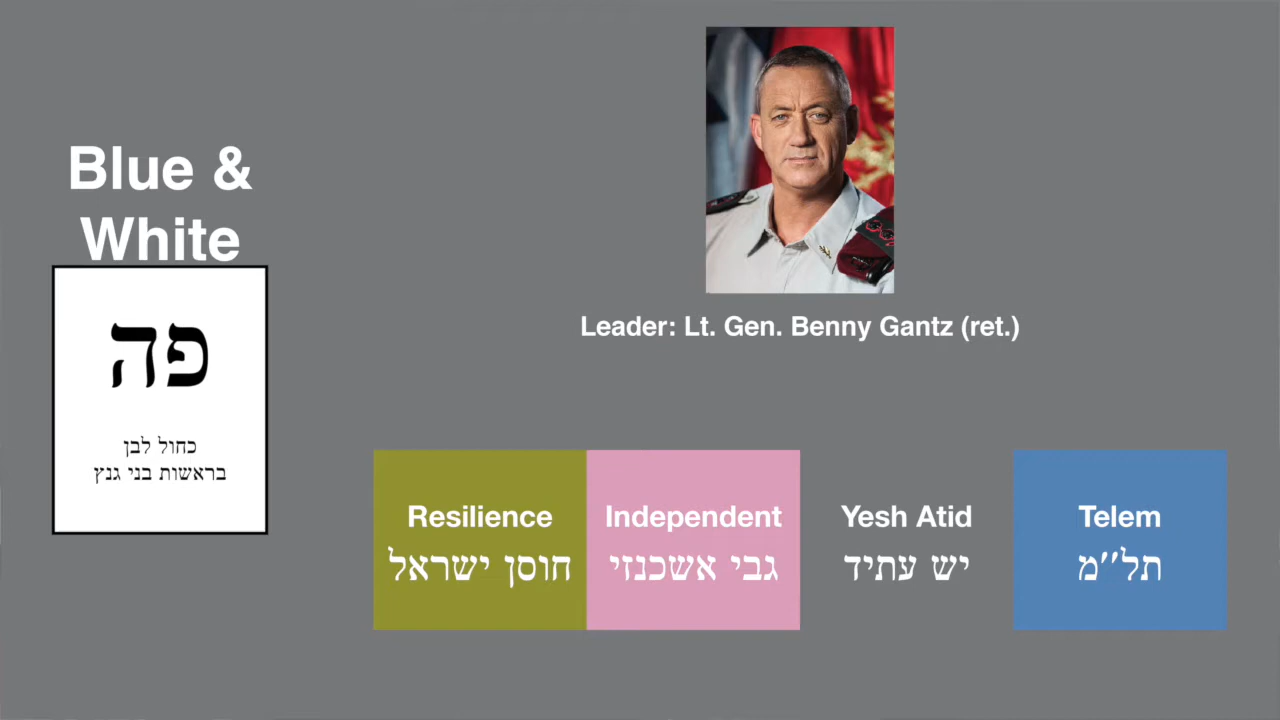 Blue &
White
פה
כחול לבן
בראשות בני גנץ
Leader: Lt. Gen. Benny Gantz (ret.)
Resilience
חוסן ישראל
Independent
גבי אשכנזי
Yesh Atid
יש עתיד
Telem
תל״מ